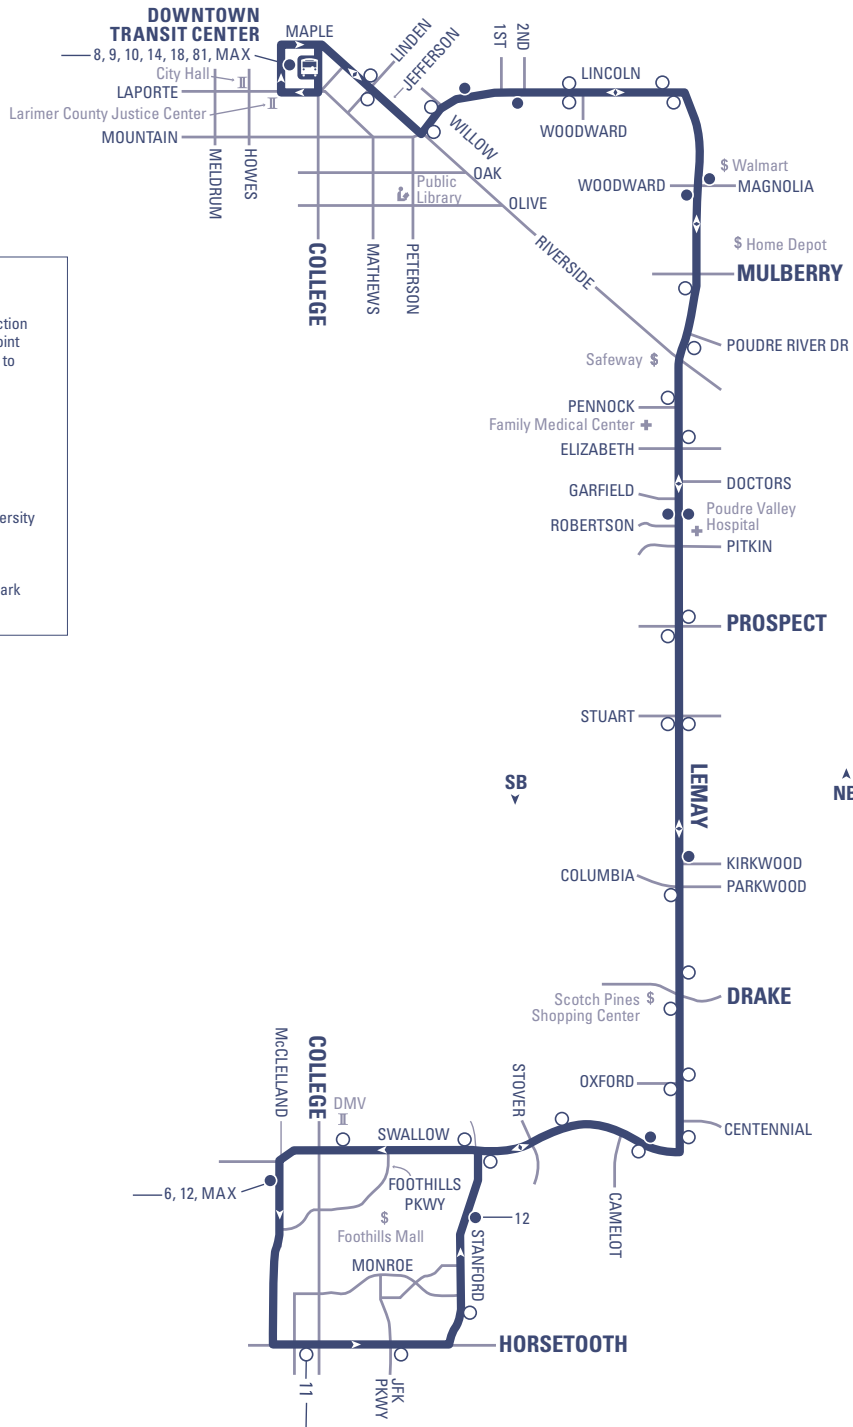 DOWNTOWN
TRANSIT CENTER
8, 9, 10, 14, 18, 81, MAX
City Hall
LAPORTE
Larimer County Justice Center
MOUNTAIN
MAPLE
LINDEN
JEFFERSON
WILLOW
1ST
2ND
LINCOLN
WOODWARD
MELDRUM
HOWES
COLLEGE
MATHEWS
PETERSON
Public
Library
OAK
OLIVE
RIVERSIDE
WOODWARD
$ Walmart
MAGNOLIA
$ Home Depot
MULBERRY
POUDRE RIVER DR
Safeway $
PENNOCK
Family Medical Center
ELIZABETH
GARFIELD
DOCTORS
ROBERTSON
Poudre Valley
Hospital
PITKIN
PROSPECT
STUART
SB
LEMAY
KIRKWOOD
COLUMBIA
PARKWOOD
DRAKE
Scotch Pines $
Shopping Center
OXFORD
CENTENNIAL
McCLELLAND
COLLEGE
DMV
SWALLOW
STOVER
CAMELOT
6, 12, MAX
FOOTHILLS
PKWY
$
Foothills Mall
12
STANFORD
MONROE
HORSETOOTH
11
JFK
PKWY
oint
to
ersity
ark